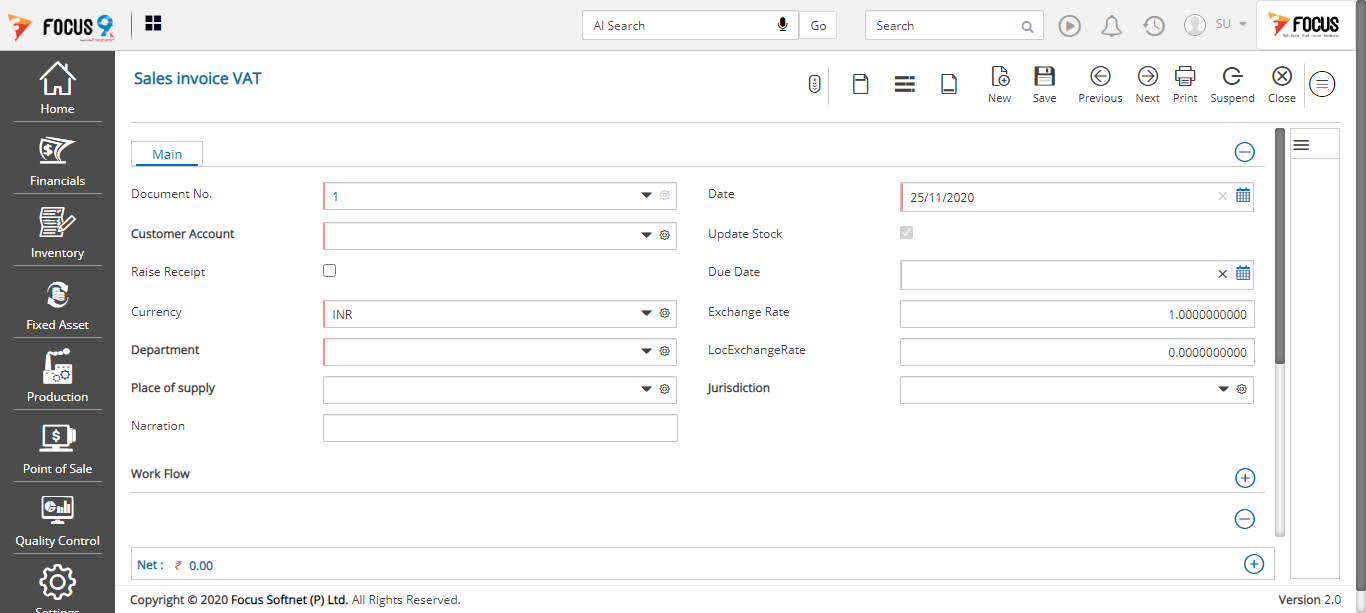 FOCUS 9
AI Search
Go
Search
SU
FOCUS
Home
Financials
Inventory
Fixed Asset
Production
Point of Sale
Quality Control
Settings
Sales invoice VAT
New
Save
Previous
Next
Print
Suspend
Close
Main
Document No.
1
Date
25/11/2020
Customer Account
Update Stock
Raise Receipt
Due Date
Currency
INR
Exchange Rate
1.0000000000
Department
LocExchangeRate
0.0000000000
Place of supply
Jurisdiction
Narration
Work Flow
Net : ₹ 0.00
Copyright © 2020 Focus Softnet (P) Ltd. All Rights Reserved.
Version 2.0